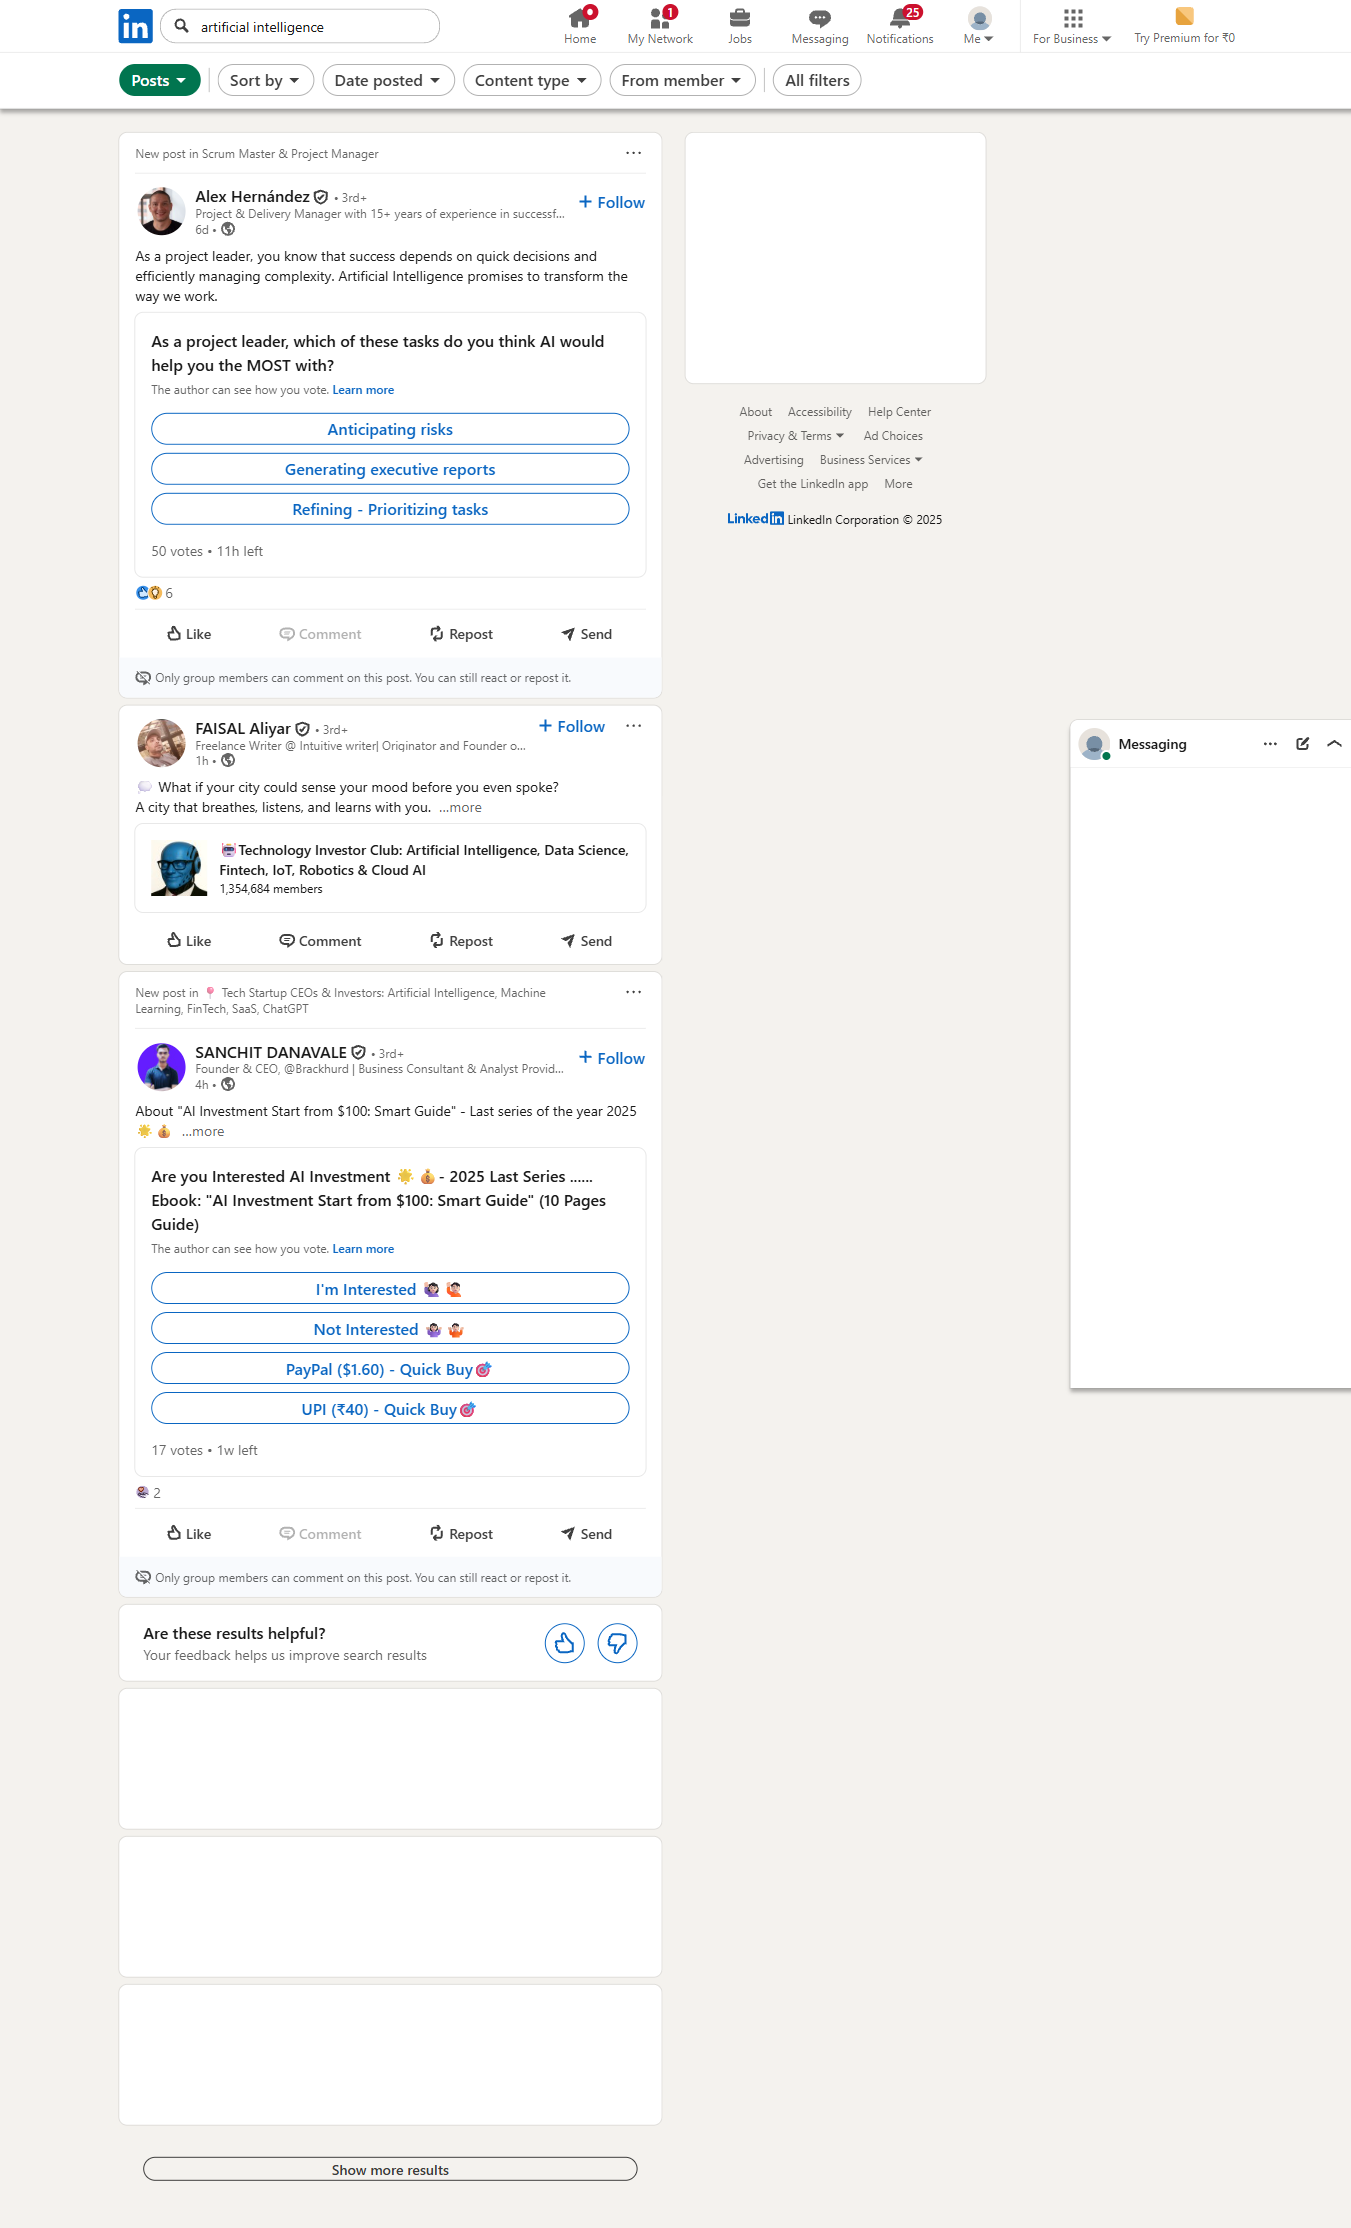 in
artificial intelligence
Home
1
My Network
Jobs
Messaging
25
Notifications
Me
For Business
Try Premium for ₹0
Posts
Sort by
Date posted
Content type
From member
All filters
New post in Scrum Master & Project Manager
Alex Hernández • 3rd+
+ Follow
Project & Delivery Manager with 15+ years of experience in successf...
6d •
As a project leader, you know that success depends on quick decisions and
efficiently managing complexity. Artificial Intelligence promises to transform the
way we work.
As a project leader, which of these tasks do you think AI would
help you the MOST with?
The author can see how you vote. Learn more
Anticipating risks
Generating executive reports
Refining - Prioritizing tasks
50 votes • 11h left
6
Like
Comment
Repost
Send
Only group members can comment on this post. You can still react or repost it.
FAISAL Aliyar • 3rd+
+ Follow
Freelance Writer @ Intuitive writer| Originator and Founder o...
1h •
What if your city could sense your mood before you even spoke?
A city that breathes, listens, and learns with you. ...more
Technology Investor Club: Artificial Intelligence, Data Science,
Fintech, IoT, Robotics & Cloud AI
1,354,684 members
Like
Comment
Repost
Send
New post in 📍 Tech Startup CEOs & Investors: Artificial Intelligence, Machine
Learning, FinTech, SaaS, ChatGPT
SANCHIT DANAVALE • 3rd+
+ Follow
Founder & CEO, @Brackhurd | Business Consultant & Analyst Provid...
4h •
About "AI Investment Start from $100: Smart Guide" - Last series of the year 2025
🌟 💰 ...more
Are you Interested AI Investment 🌟 💰 - 2025 Last Series ......
Ebook: "AI Investment Start from $100: Smart Guide" (10 Pages
Guide)
The author can see how you vote. Learn more
I'm Interested
Not Interested
PayPal ($1.60) - Quick Buy🎯
UPI (₹40) - Quick Buy🎯
17 votes • 1w left
2
Like
Comment
Repost
Send
Only group members can comment on this post. You can still react or repost it.
Are these results helpful?
Your feedback helps us improve search results
Show more results
About
Accessibility
Help Center
Privacy & Terms
Ad Choices
Advertising
Business Services
Get the LinkedIn app
More
LinkedIn LinkedIn Corporation © 2025
Messaging